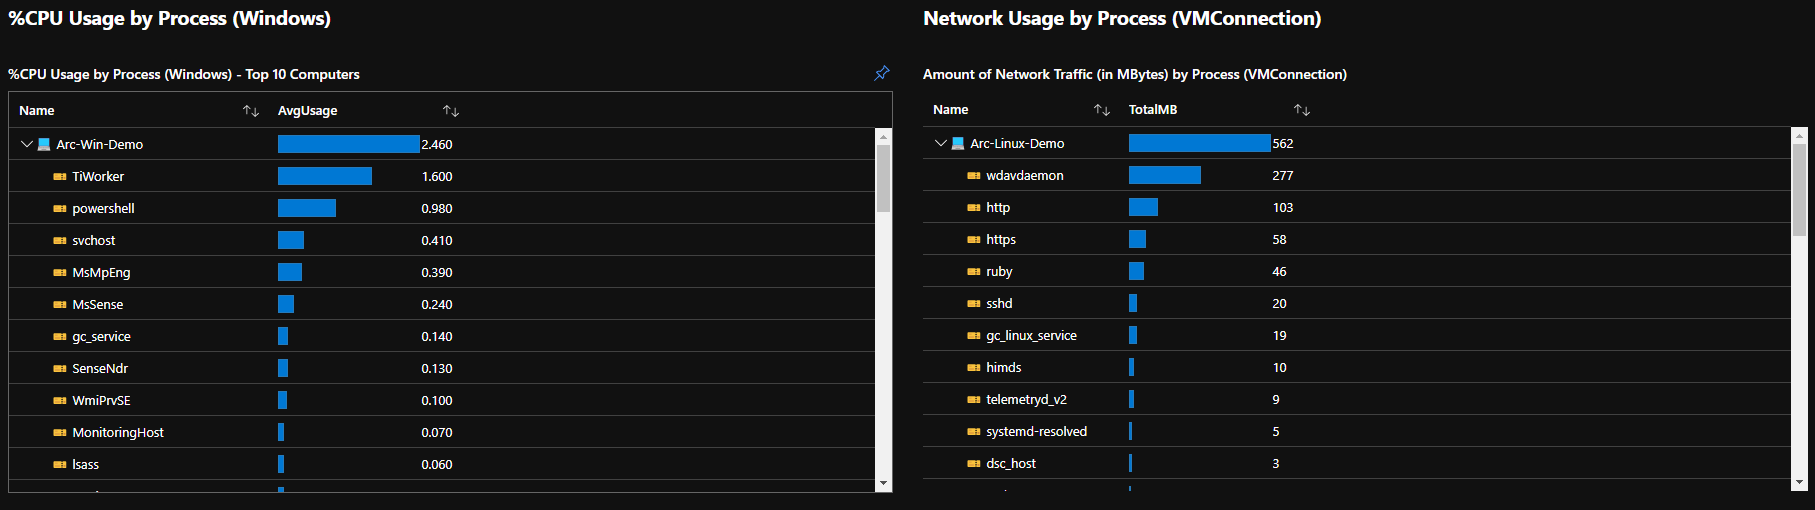 %CPU Usage by Process (Windows)
%CPU Usage by Process (Windows) - Top 10 Computers
Name AvgUsage
Arc-Win-Demo 2.460
TiWorker 1.600
powershell 0.980
svchost 0.410
MsMpEng 0.390
MsSense 0.240
gc_service 0.140
SenseNdr 0.130
WmiPrvSE 0.100
MonitoringHost 0.070
lsass 0.060
Network Usage by Process (VMConnection)
Amount of Network Traffic (in MBytes) by Process (VMConnection)
Name TotalMB
Arc-Linux-Demo 562
wdavdaemon 277
http 103
https 58
ruby 46
sshd 20
gc_linux_service 19
himds 10
telemetryd_v2 9
systemd-resolved 5
dsc_host 3